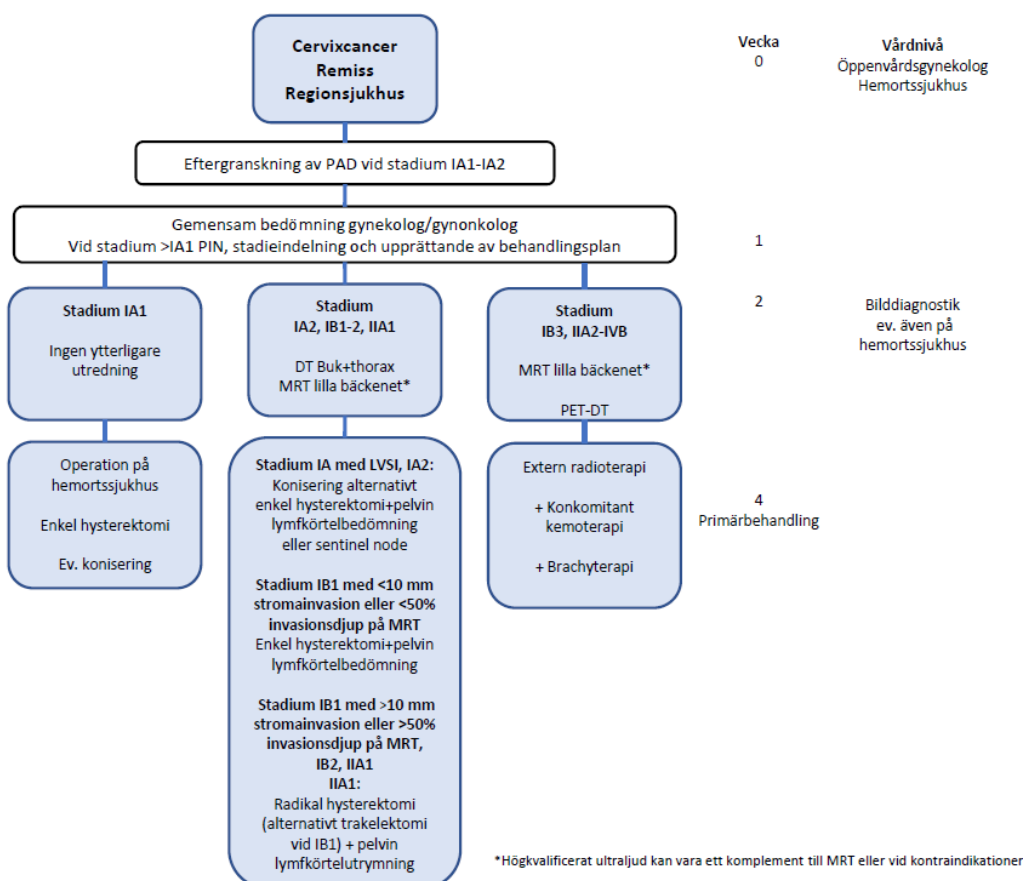 Cervixcancer
Remiss
Regionsjukhus
Vecka
0
Vårdnivå
Öppenvårdsgynekolog
Hemortssjukhus
Eftergranskning av PAD vid stadium IA1-IA2
Gemensam bedömning gynekolog/gynonkolog
Vid stadium >IA1 PIN, stadieindelning och upprättande av behandlingsplan
1
Stadium IA1
Ingen ytterligare
utredning
Stadium
IA2, IB1-2, IIA1
DT Buk+thorax
MRT lilla bäckenet*
Stadium
IB3, IIA2-IVB
MRT lilla bäckenet*
PET-DT
2
Bilddiagnostik
ev. även på
hemortssjukhus
Operation på
hemortssjukhus
Enkel hysterektomi
Ev. konisering
Stadium IA med LVSI, IA2:
Konisering alternativt
enkel hysterektomi+pelvin
lymfkörtelbedömning
eller sentinel node
Stadium IB1 med <10 mm
stromainvasion eller <50%
invasionsdjup på MRT
Enkel hysterektomi+pelvin
lymfkörtelbedömning
Stadium IB1 med >10 mm
stromainvasion eller >50%
invasionsdjup på MRT,
IB2, IIA1
IIA1:
Radikal hysterektomi
(alternativt trakelektomi
vid IB1) + pelvin
lymfkörtelutrymning
Extern radioterapi
+ Konkomitant
kemoterapi
+ Brachyterapi
4
Primärbehandling
*Högkvalificerat ultraljud kan vara ett komplement till MRT eller vid kontraindikationer